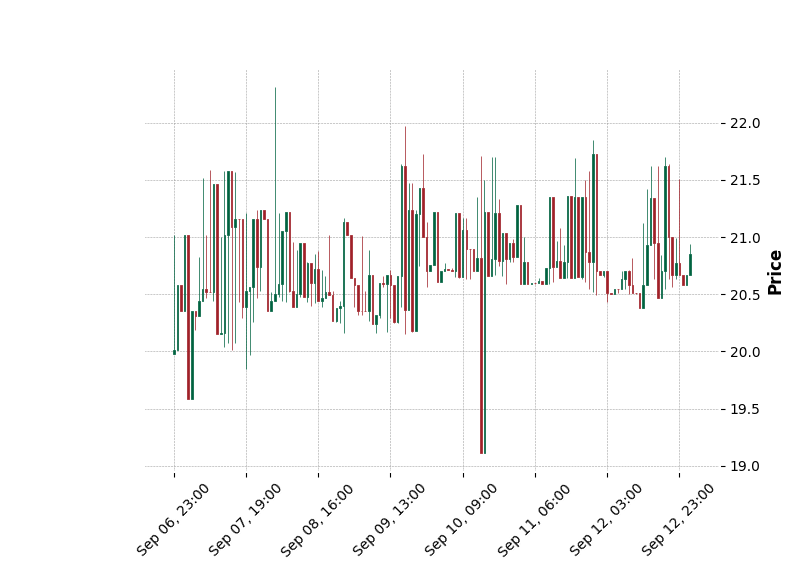 22.0
21.5
21.0
20.5
20.0
19.5
19.0
Price
Sep 06, 23:00
Sep 07, 19:00
Sep 08, 16:00
Sep 09, 13:00
Sep 10, 09:00
Sep 11, 06:00
Sep 12, 03:00
Sep 12, 23:00